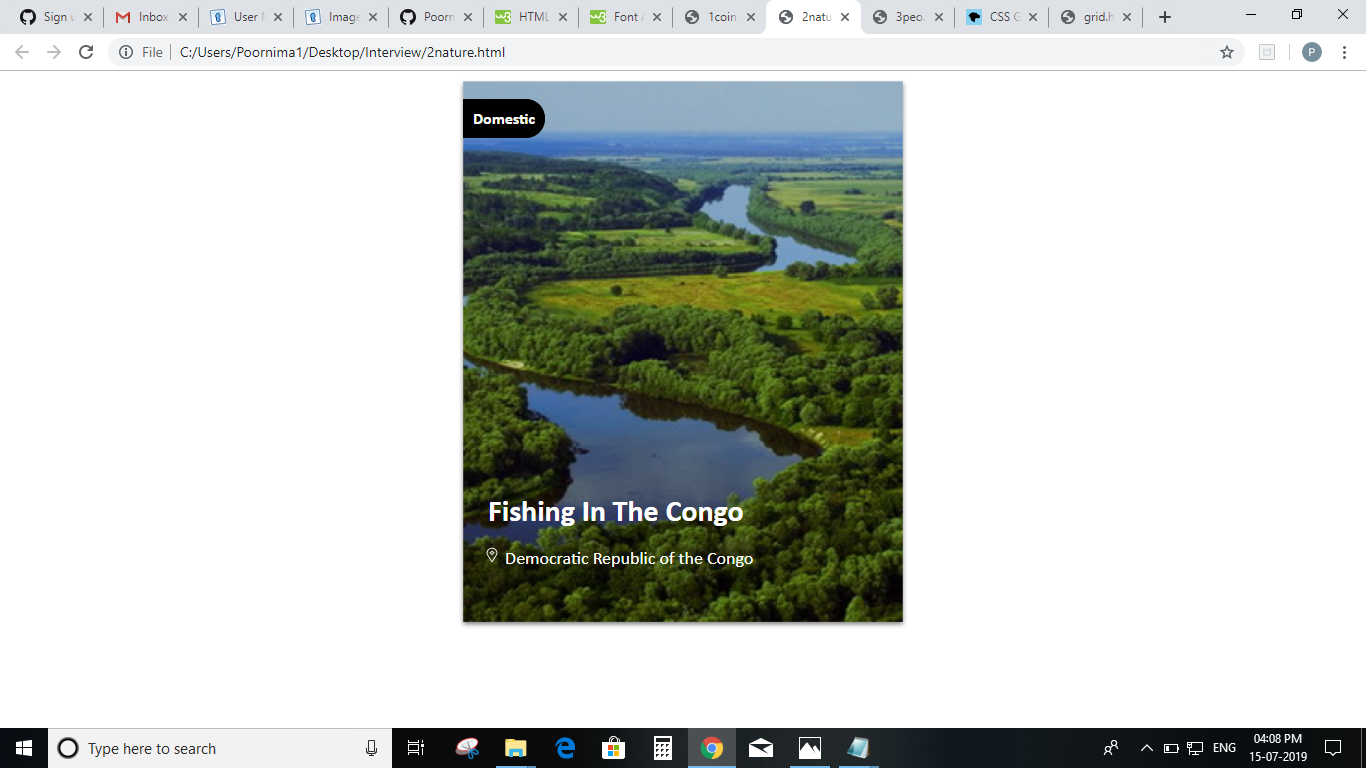 Sign u
Inbox
User M
Image
Poorn
HTML
Font A
1coin.
2natu
3peo.
CSS G
grid.h
File C:/Users/Poornima1/Desktop/Interview/2nature.html
P
Domestic
Fishing In The Congo
Democratic Republic of the Congo
Type here to search
ENG
04:08 PM
15-07-2019